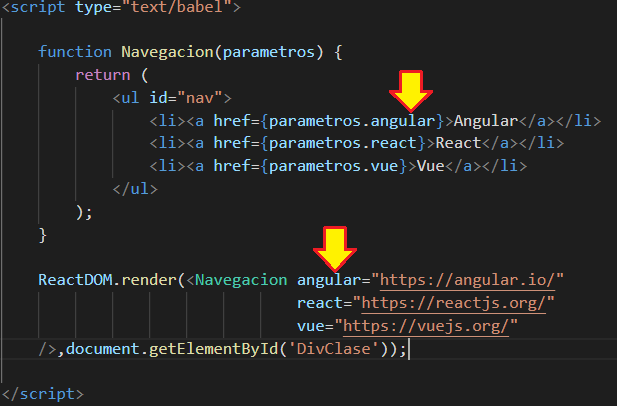 <script type="text/babel">
function Navegacion(parametros) {
return (
<ul id="nav">
<li><a href={parametros.angular}>Angular</a></li>
<li><a href={parametros.react}>React</a></li>
<li><a href={parametros.vue}>Vue</a></li>
</ul>
);
}
ReactDOM.render(<Navegacion angular="https://angular.io/"
react="https://reactjs.org/"
vue="https://vuejs.org/"
/>,document.getElementById('DivClase'));
</script>